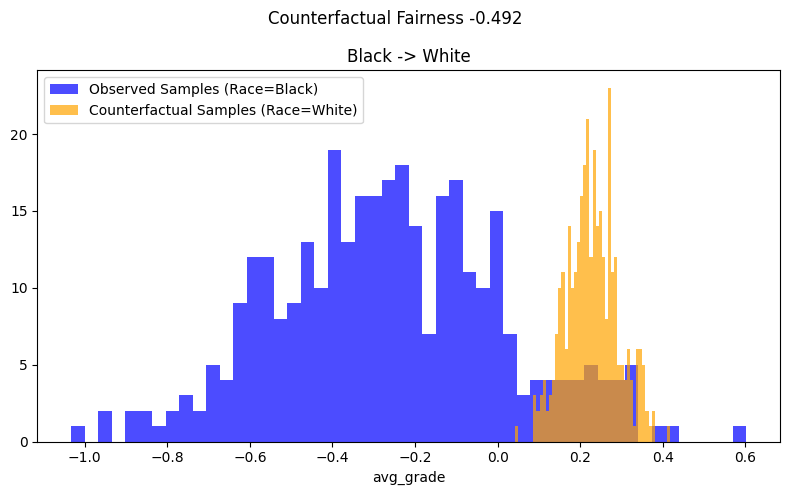 Counterfactual Fairness -0.492
Black -> White
Observed Samples (Race=Black)
Counterfactual Samples (Race=White)
20
15
10
5
0
−1.0 −0.8 −0.6 −0.4 −0.2 0.0 0.2 0.4 0.6
avg_grade